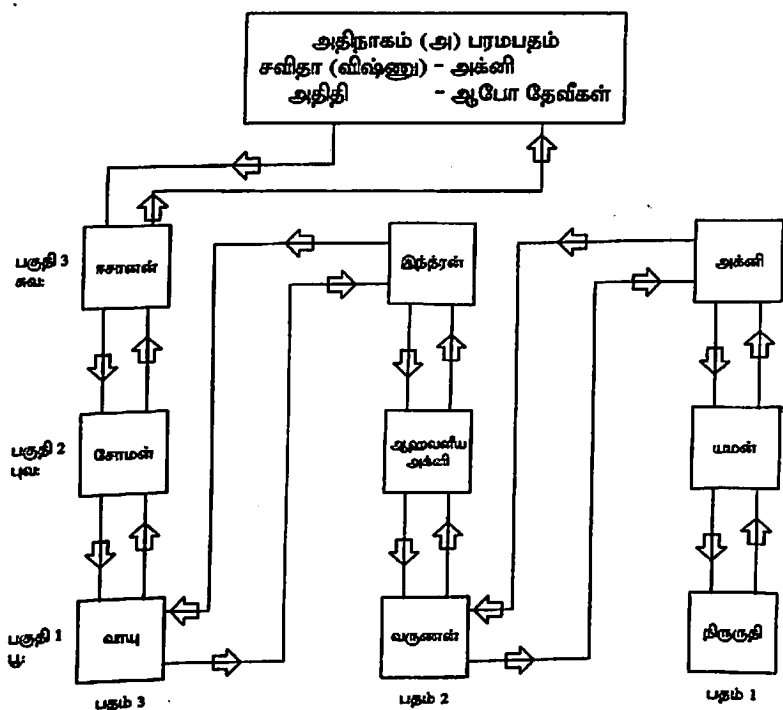 அதிநாகம் (அ) பரமபதம்
சவிதா (விஷ்ணு) - அக்னி
அதிதி - ஆபோ தேவீகள்
பகுதி 3
சுவ:
ஈசானன்
இந்த்ரன்
அக்னி
பகுதி 2
புவ:
சோமன்
ஆஹவனீய
அக்னி
யமன்
பகுதி 1
பூ:
வாயு
வருணன்
நிருருதி
பதம் 3
பதம் 2
பதம் 1